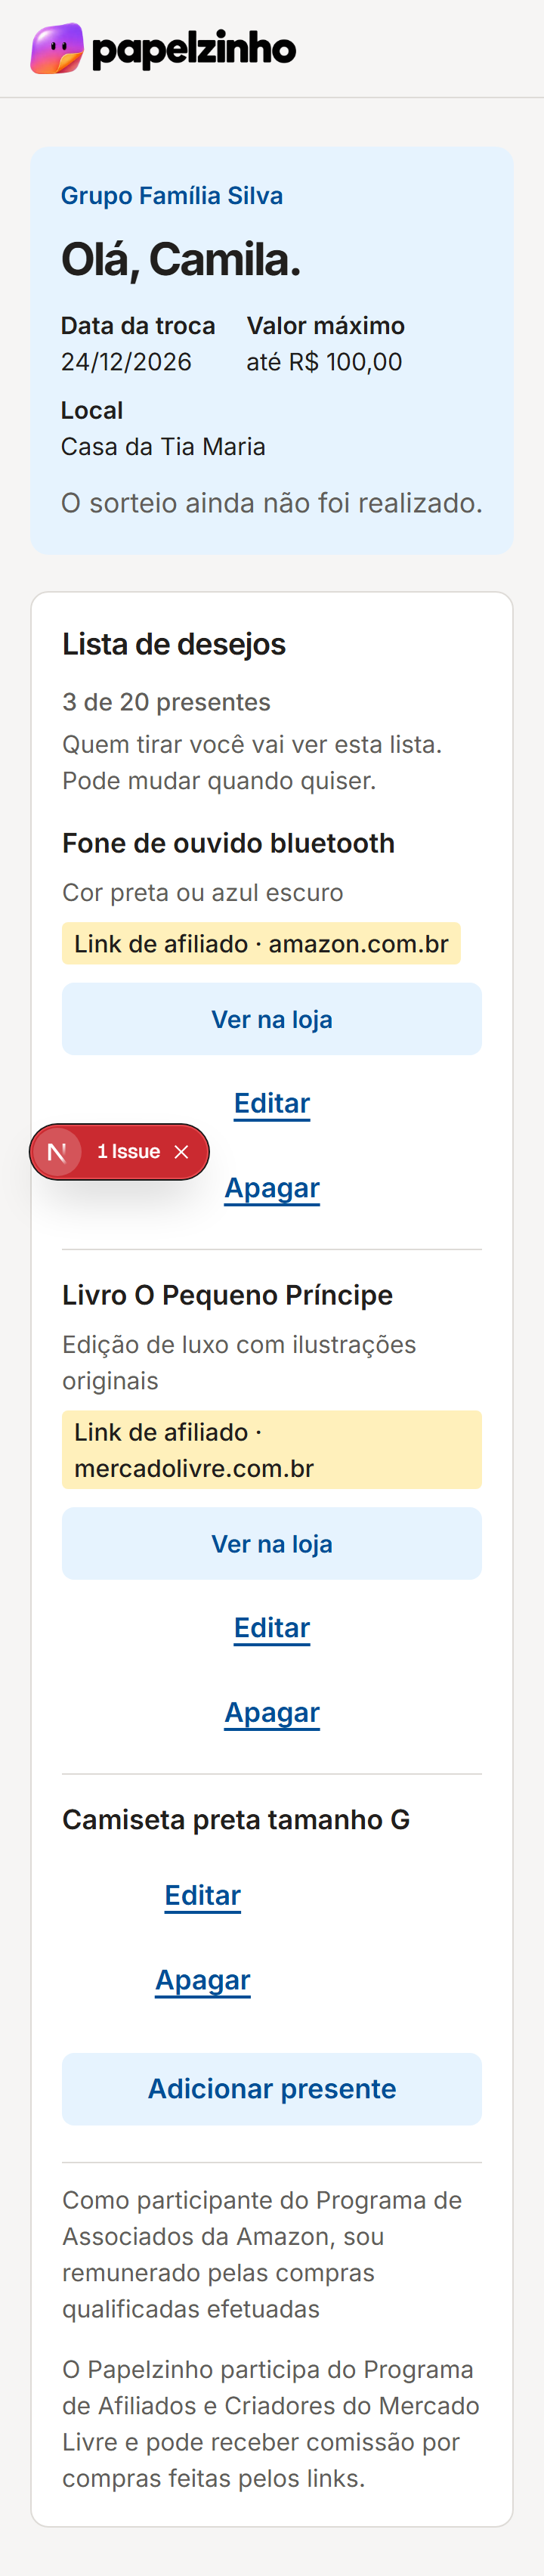 papelzinho
Grupo Família Silva
Olá, Camila.
Data da troca
24/12/2026
Valor máximo
até R$ 100,00
Local
Casa da Tia Maria
O sorteio ainda não foi realizado.
Lista de desejos
3 de 20 presentes
Quem tirar você vai ver esta lista.
Pode mudar quando quiser.
Fone de ouvido bluetooth
Cor preta ou azul escuro
Link de afiliado · amazon.com.br
Ver na loja
Editar
N 1 Issue
Apagar
Livro O Pequeno Príncipe
Edição de luxo com ilustrações
originais
Link de afiliado ·
mercadolivre.com.br
Ver na loja
Editar
Apagar
Camiseta preta tamanho G
Editar
Apagar
Adicionar presente
Como participante do Programa de
Associados da Amazon, sou
remunerado pelas compras
qualificadas efetuadas
O Papelzinho participa do Programa
de Afiliados e Criadores do Mercado
Livre e pode receber comissão por
compras feitas pelos links.